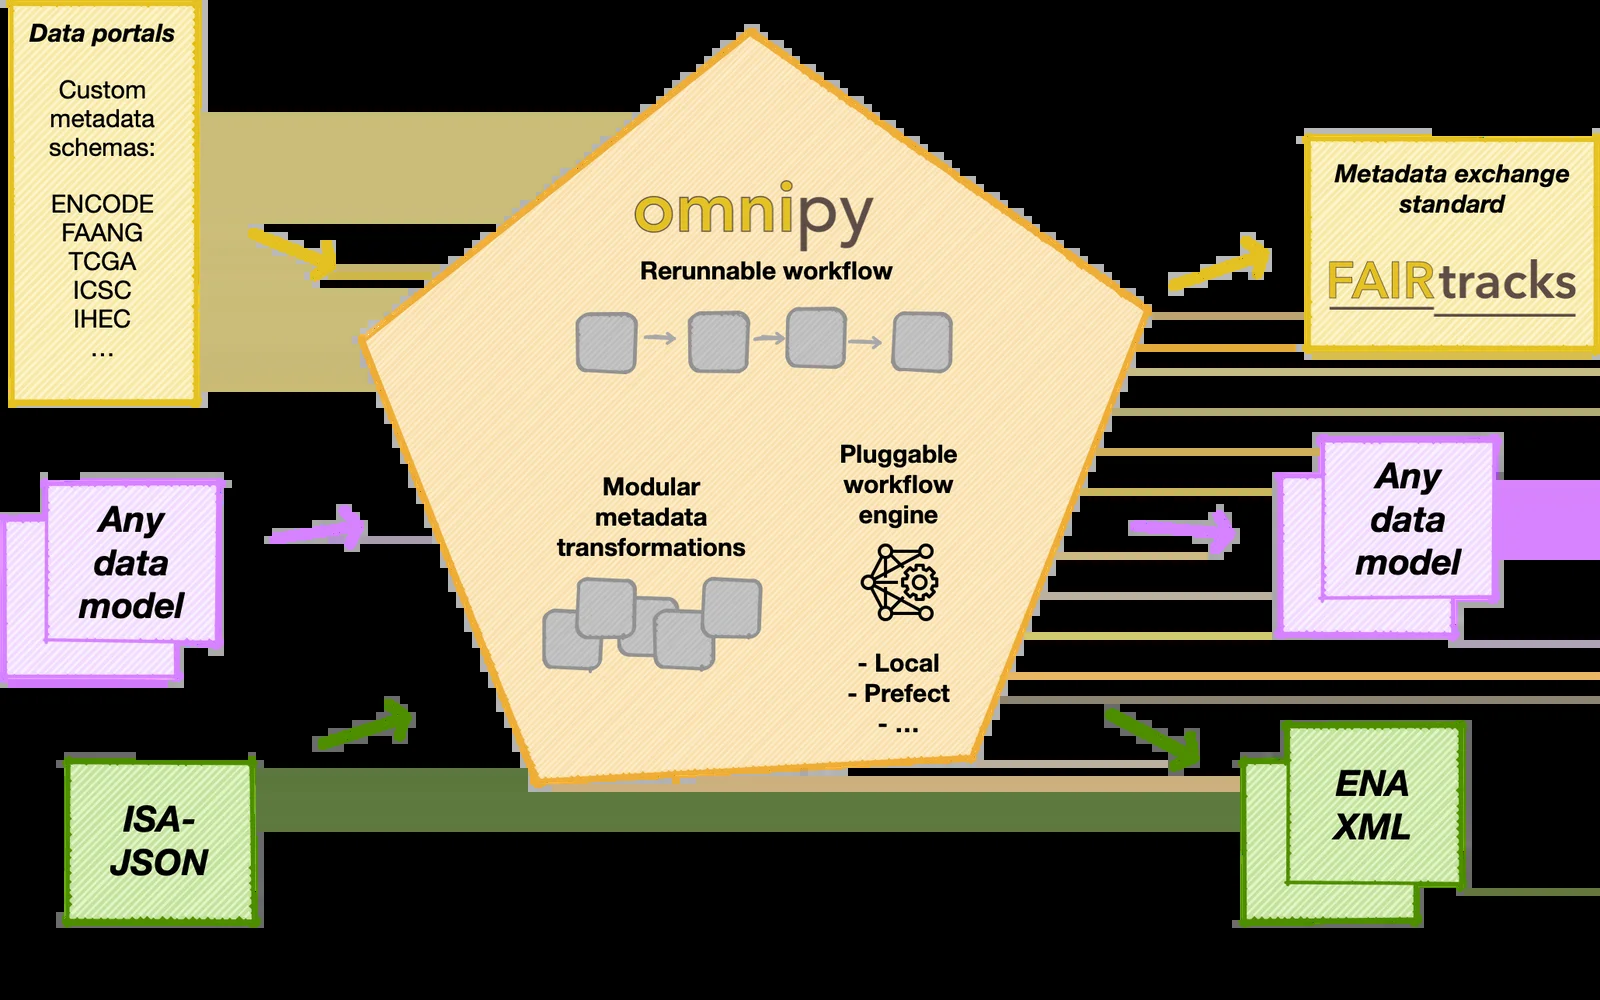 Data portals
Custom
metadata
schemas:
ENCODE
FAANG
TCGA
ICSC
IHEC
...
Any
data
model
ISA-
JSON
omnipy
Rerunnable workflow
Modular
metadata
transformations
Pluggable
workflow
engine
- Local
- Prefect
- ...
Metadata exchange
standard
FAIRtracks
Any
data
model
ENA
XML